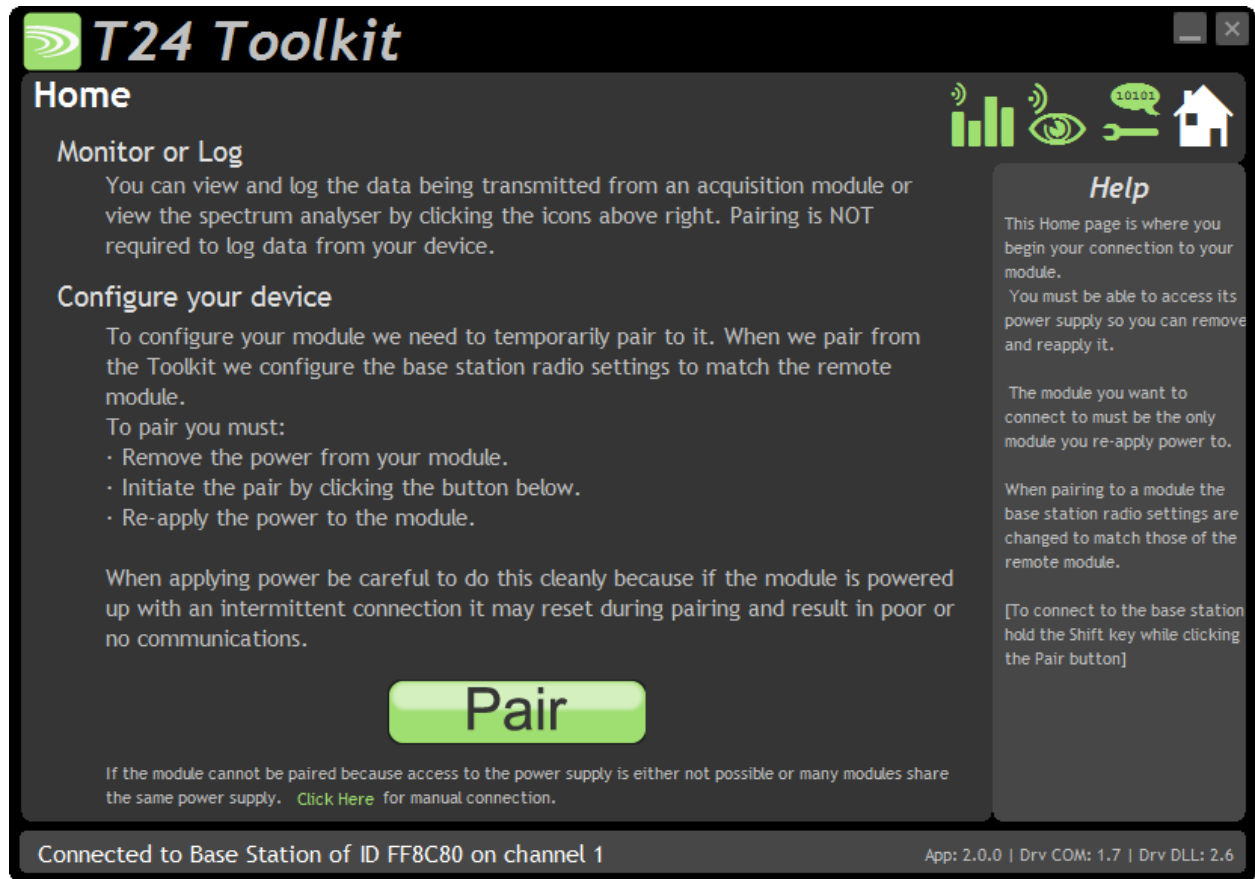 T24 Toolkit
Home
10101
Monitor or Log
You can view and log the data being transmitted from an acquisition module or
view the spectrum analyser by clicking the icons above right. Pairing is NOT
required to log data from your device.
Configure your device
To configure your module we need to temporarily pair to it. When we pair from
the Toolkit we configure the base station radio settings to match the remote
module.
To pair you must:
· Remove the power from your module.
· Initiate the pair by clicking the button below.
· Re-apply the power to the module.
When applying power be careful to do this cleanly because if the module is powered
up with an intermittent connection it may reset during pairing and result in poor or
no communications.
Pair
If the module cannot be paired because access to the power supply is either not possible or many modules share
the same power supply. Click Here for manual connection.
Help
This Home page is where you
begin your connection to your
module.
You must be able to access its
power supply so you can remove
and reapply it.
The module you want to
connect to must be the only
module you re-apply power to.
When pairing to a module the
base station radio settings are
changed to match those of the
remote module.
[To connect to the base station
hold the Shift key while clicking
the Pair button]
Connected to Base Station of ID FF8C80 on channel 1
App: 2.0.0 | Drv COM: 1.7 | Drv DLL: 2.6